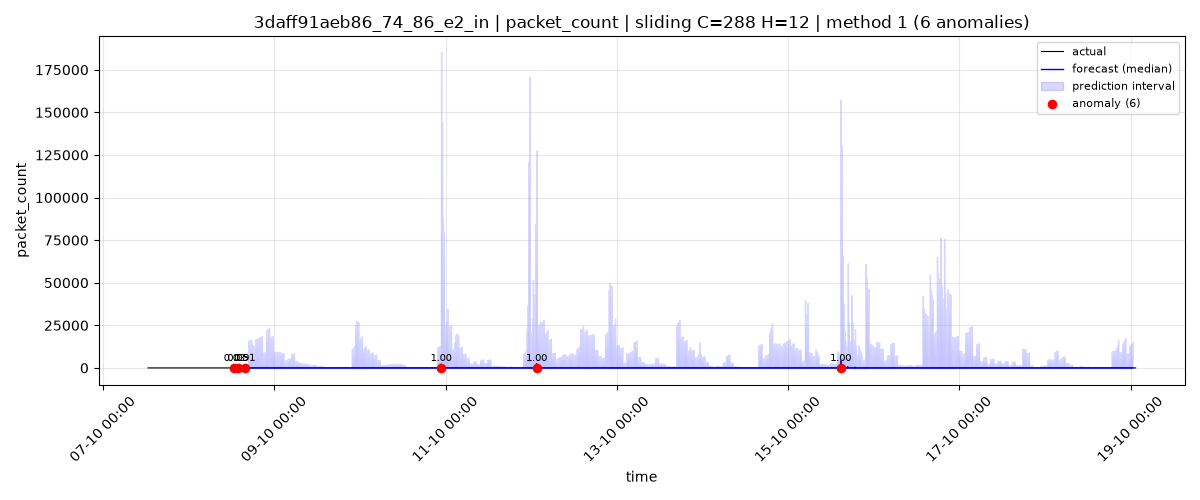 3daff91aeb86_74_86_e2_in | packet_count | sliding C=288 H=12 | method 1 (6 anomalies)
actual
forecast (median)
prediction interval
anomaly (6)
175000
150000
125000
100000
75000
50000
25000
0
packet_count
1.00
1.00
1.00
07-10 00:00
09-10 00:00
11-10 00:00
13-10 00:00
15-10 00:00
17-10 00:00
19-10 00:00
time